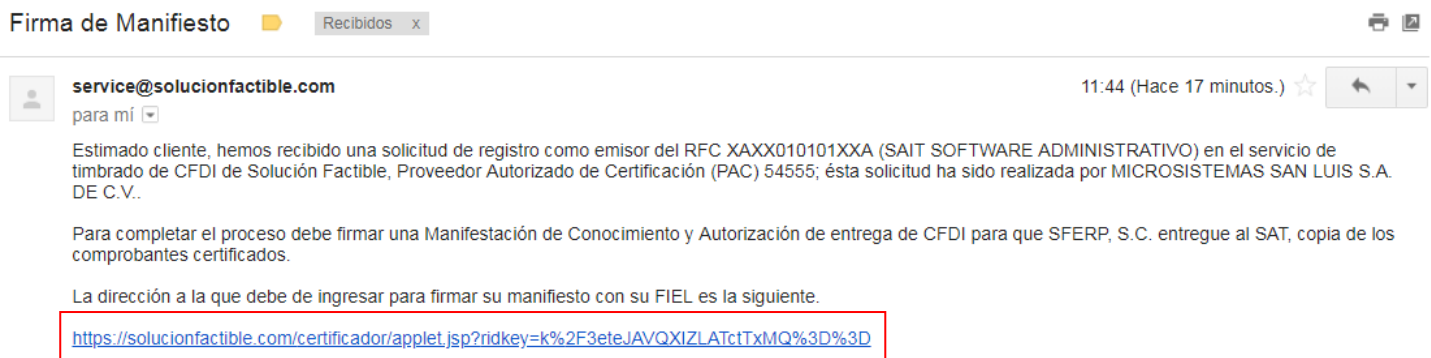 Firma de Manifiesto Recibidos x
service@solucionfactible.com 11:44 (Hace 17 minutos.)
para mí
Estimado cliente, hemos recibido una solicitud de registro como emisor del RFC XAXX010101XXA (SAIT SOFTWARE ADMINISTRATIVO) en el servicio de
timbrado de CFDI de Solución Factible, Proveedor Autorizado de Certificación (PAC) 54555; ésta solicitud ha sido realizada por MICROSISTEMAS SAN LUIS S.A.
DE C.V..
Para completar el proceso debe firmar una Manifestación de Conocimiento y Autorización de entrega de CFDI para que SFERP, S.C. entregue al SAT, copia de los
comprobantes certificados.
La dirección a la que debe de ingresar para firmar su manifiesto con su FIEL es la siguiente.
https://solucionfactible.com/certificador/applet.jsp?ridkey=k%2F3eteJAVQXIZLATctTxMQ%3D%3D